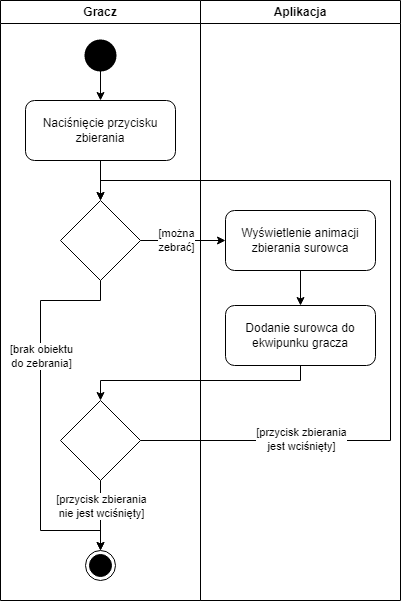 Gracz
Aplikacja
Naciśnięcie przycisku
zbierania
[można
zebrać]
Wyświetlenie animacji
zbierania surowca
Dodanie surowca do
ekwipunku gracza
[brak obiektu
do zebrania]
[przycisk zbierania
jest wciśnięty]
[przycisk zbierania
nie jest wciśnięty]